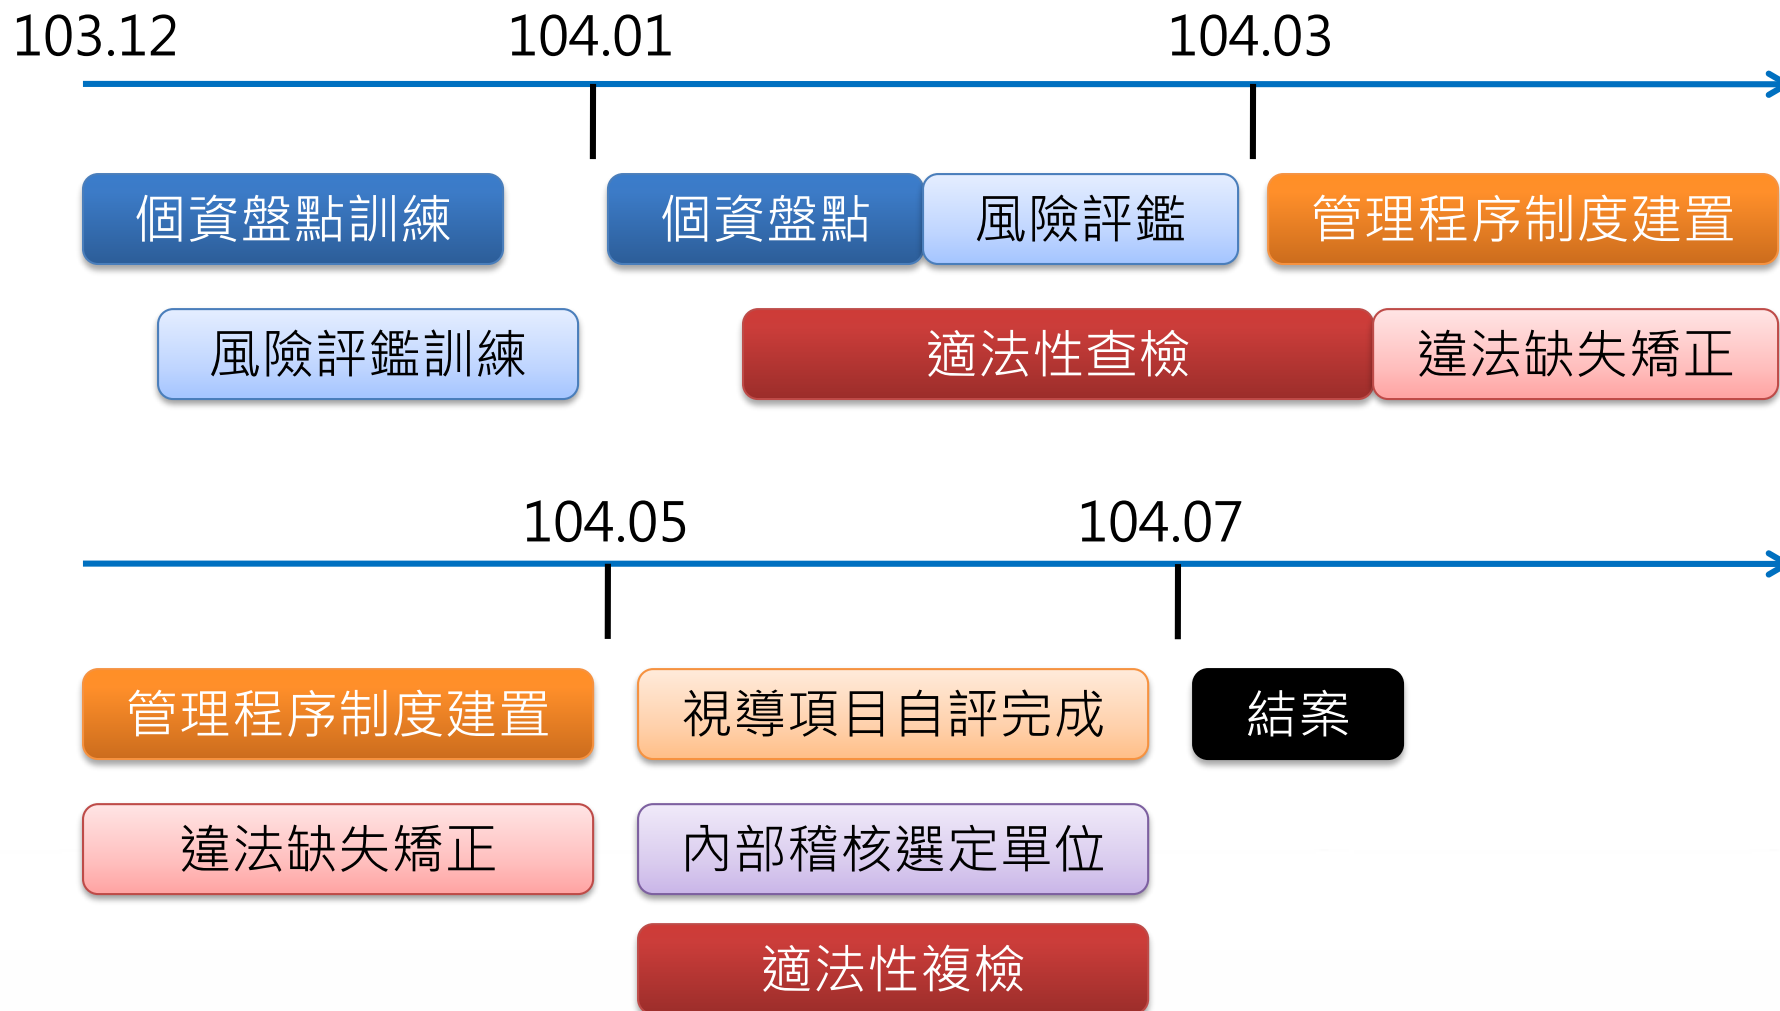 103.12 104.01 104.03
個資盤點訓練 個資盤點 風險評鑑 管理程序制度建置
風險評鑑訓練 適法性查檢 違法缺失矯正
104.05 104.07
管理程序制度建置 視導項目自評完成 結案
違法缺失矯正 內部稽核選定單位
適法性複檢